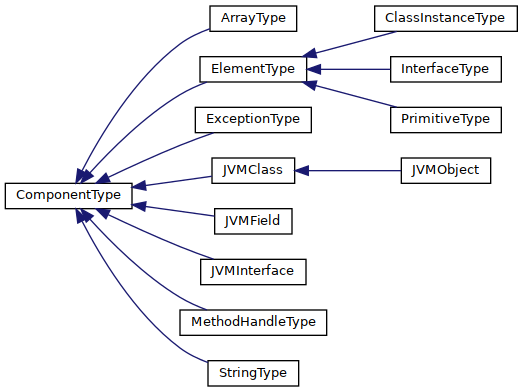 ArrayType
ClassInstanceType
ElementType
InterfaceType
ExceptionType
PrimitiveType
JVMClass
JVMObject
ComponentType
JVMField
JVMInterface
MethodHandleType
StringType